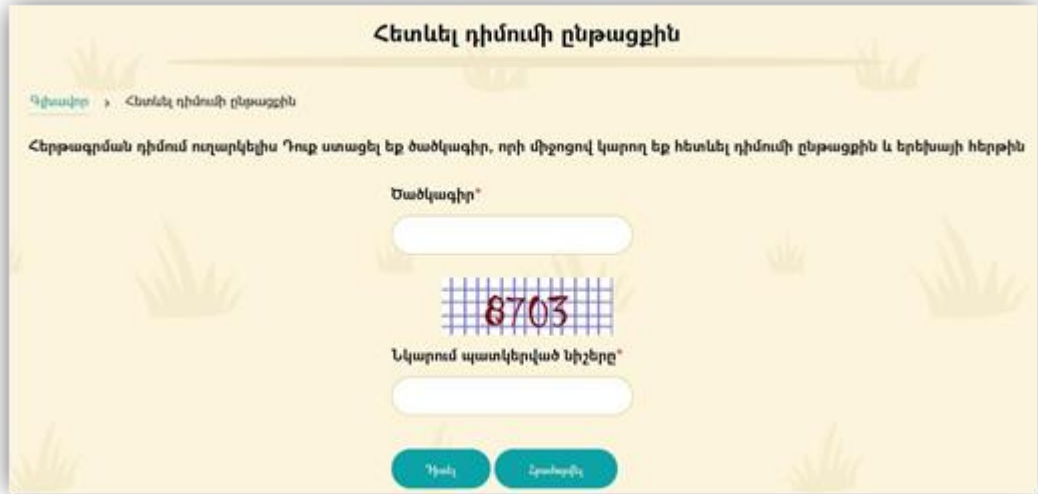 Հետևել դիմումի ընթացքին
Գլխավոր › Հետևել դիմումի ընթացքին
Հերթագրման դիմում ուղարկելիս Դուք ստացել եք ծածկագիր, որի միջոցով կարող եք հետևել դիմումի ընթացքին և երեխայի հերթին
Ծածկագիր*
8703
Նկարում պատկերված նիշերը*
Դիտել Հրաժարվել